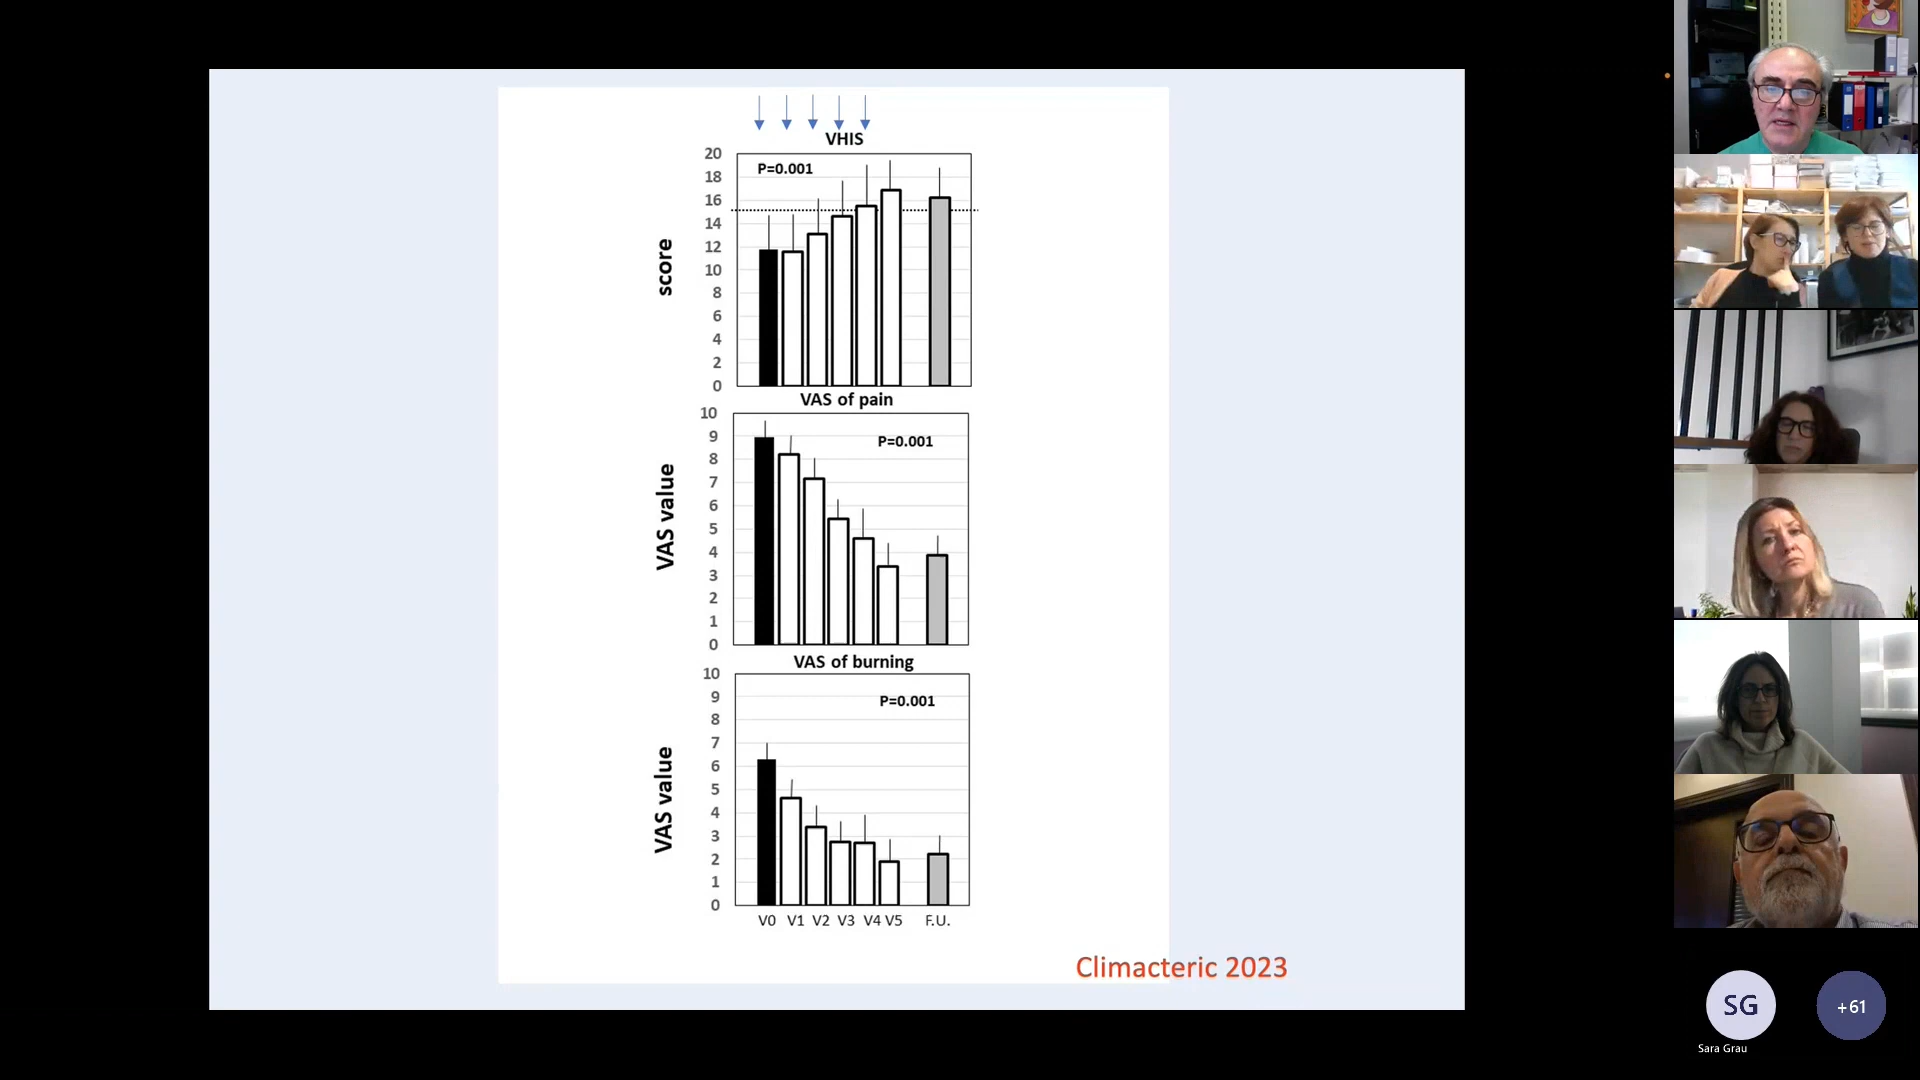 VHIS
P=0.001
score
20
18
16
14
12
10
8
6
4
2
0
VAS of pain
P=0.001
VAS value
10
9
8
7
6
5
4
3
2
1
0
VAS of burning
P=0.001
VAS value
10
9
8
7
6
5
4
3
2
1
0
V0 V1 V2 V3 V4 V5 F.U.
Climacteric 2023
SG
+61
Sara Grau